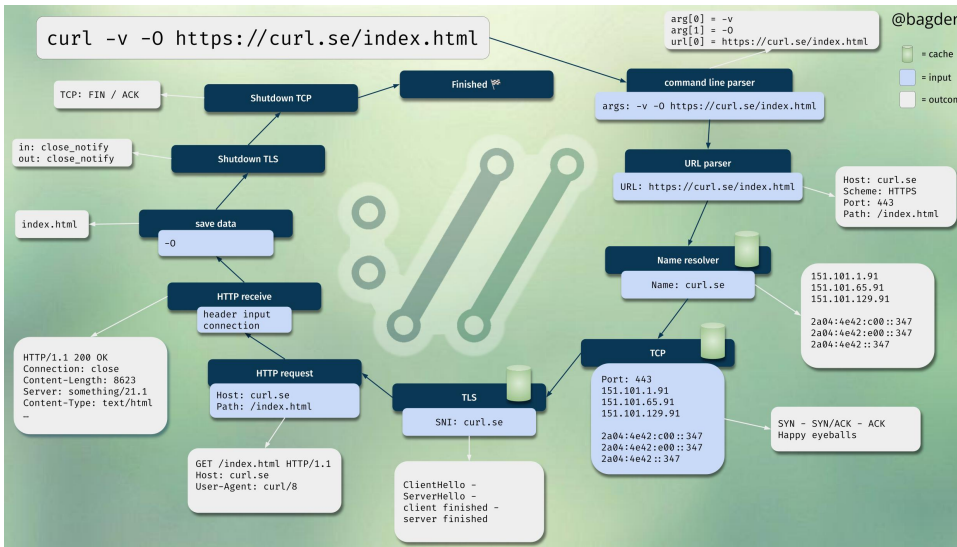 curl -v -O https://curl.se/index.html
arg[0] = -v
arg[1] = -O
url[0] = https://curl.se/index.html
@bagder
= cache
= input
= outcom
command line parser
args: -v -O https://curl.se/index.html
URL parser
URL: https://curl.se/index.html
Host: curl.se
Scheme: HTTPS
Port: 443
Path: /index.html
Name resolver
Name: curl.se
151.101.1.91
151.101.65.91
151.101.129.91
2a04:4e42:c00::347
2a04:4e42:e00::347
2a04:4e42::347
TCP
Port: 443
151.101.1.91
151.101.65.91
151.101.129.91
2a04:4e42:c00::347
2a04:4e42:e00::347
2a04:4e42::347
SYN - SYN/ACK - ACK
Happy eyeballs
TLS
SNI: curl.se
ClientHello -
ServerHello -
client finished -
server finished
HTTP request
Host: curl.se
Path: /index.html
GET /index.html HTTP/1.1
Host: curl.se
User-Agent: curl/8
HTTP receive
header input
connection
HTTP/1.1 200 OK
Connection: close
Content-Length: 8623
Server: something/21.1
Content-Type: text/html
…
save data
-O
index.html
Shutdown TLS
in: close_notify
out: close_notify
Shutdown TCP
TCP: FIN / ACK
Finished